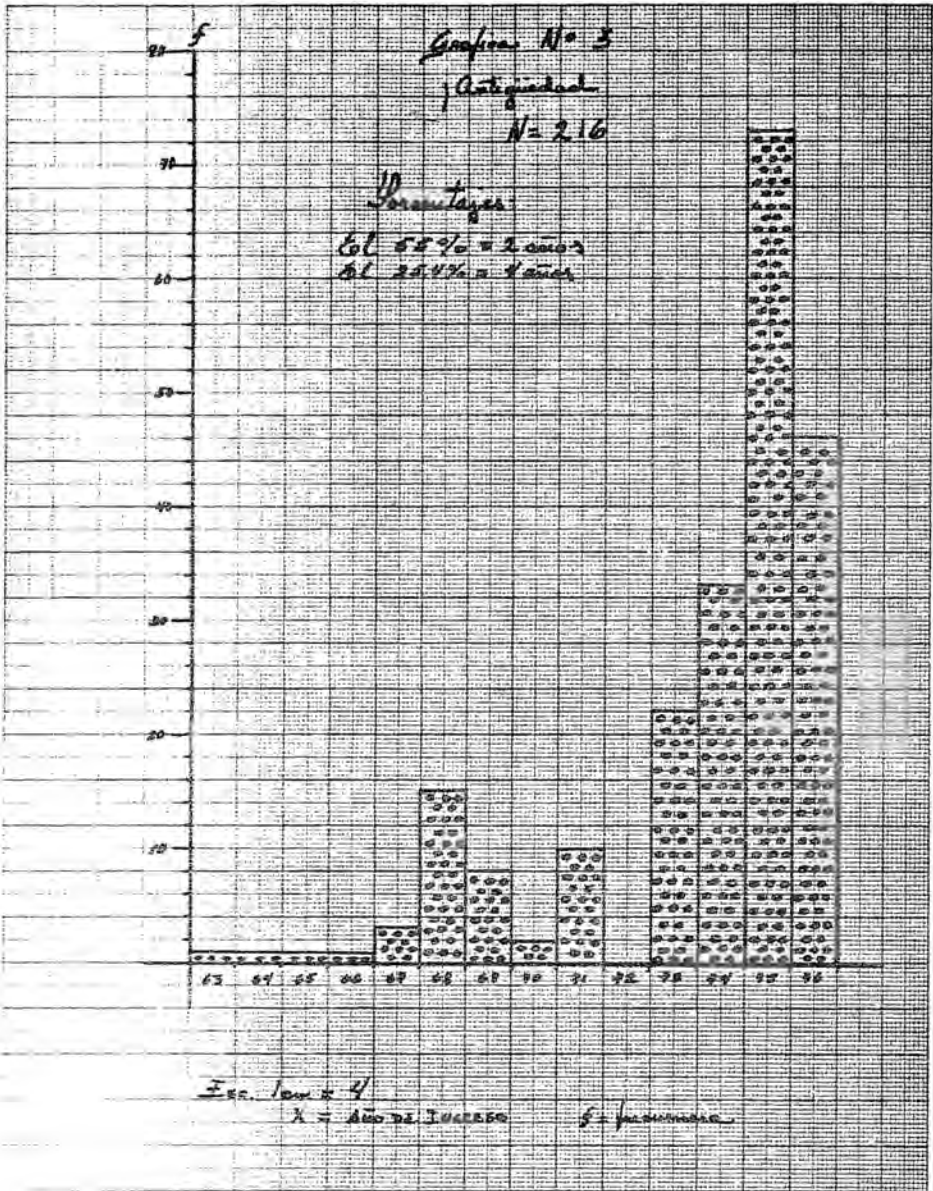 f
Grafica Nº 3
Antigüedad
N = 216
Porcentajes
El 55 % = 2 años
El 25.4% = 4 años
80
70
60
50
40
30
20
10
63 64 65 66 67 68 69 70 71 72 73 74 75 76
1cm = 4
X = AÑO DE INGRESO f = frecuencia